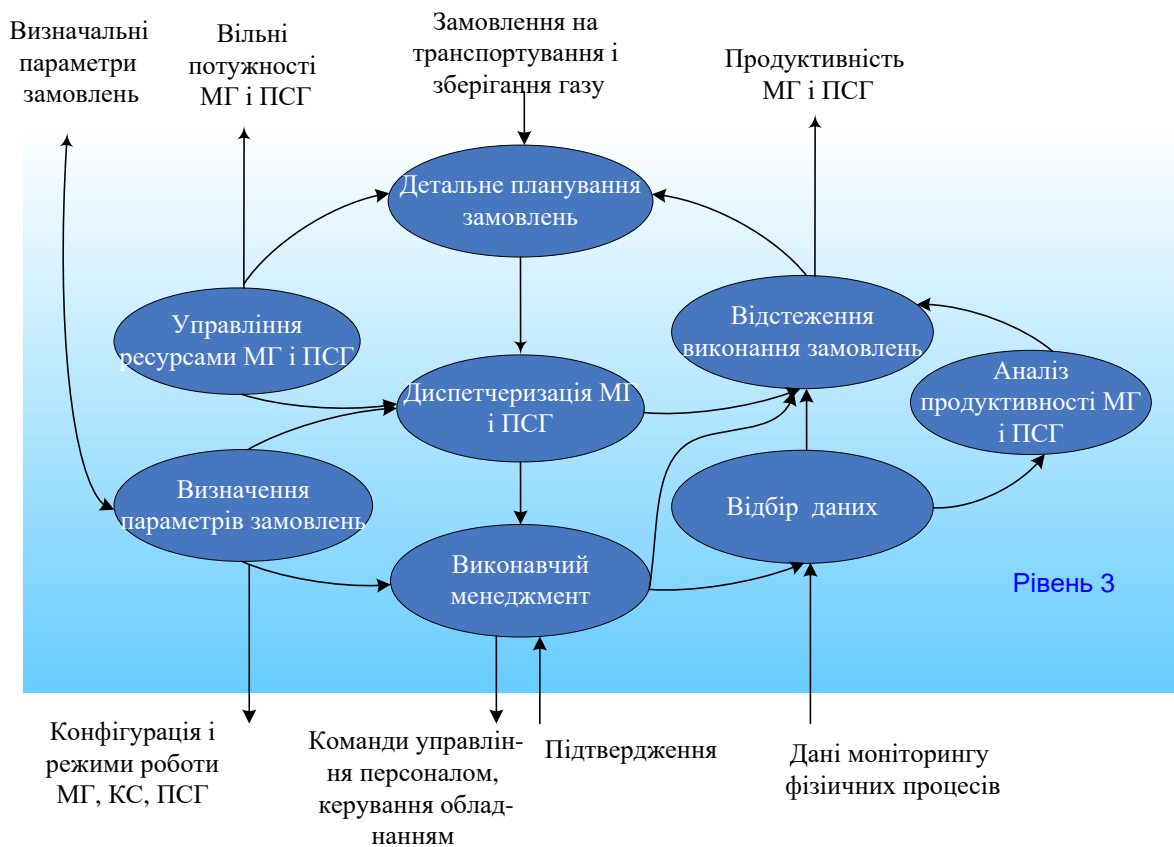 Визначальні
параметри
замовлень
Вільні
потужності
МГ і ПСГ
Замовлення на
транспортування і
зберігання газу
Продуктивність
МГ і ПСГ
Детальне планування
замовлень
Управління
ресурсами МГ і ПСГ
Відстеження
виконання замовлень
Диспетчеризація МГ
і ПСГ
Аналіз
продуктивності МГ
і ПСГ
Визначення
параметрів замовлень
Відбір даних
Виконавчий
менеджмент
Рівень 3
Конфігурація і
режими роботи
МГ, КС, ПСГ
Команди управлін-
ня персоналом,
керування облад-
нанням
Підтвердження
Дані моніторингу
фізіичних процесів